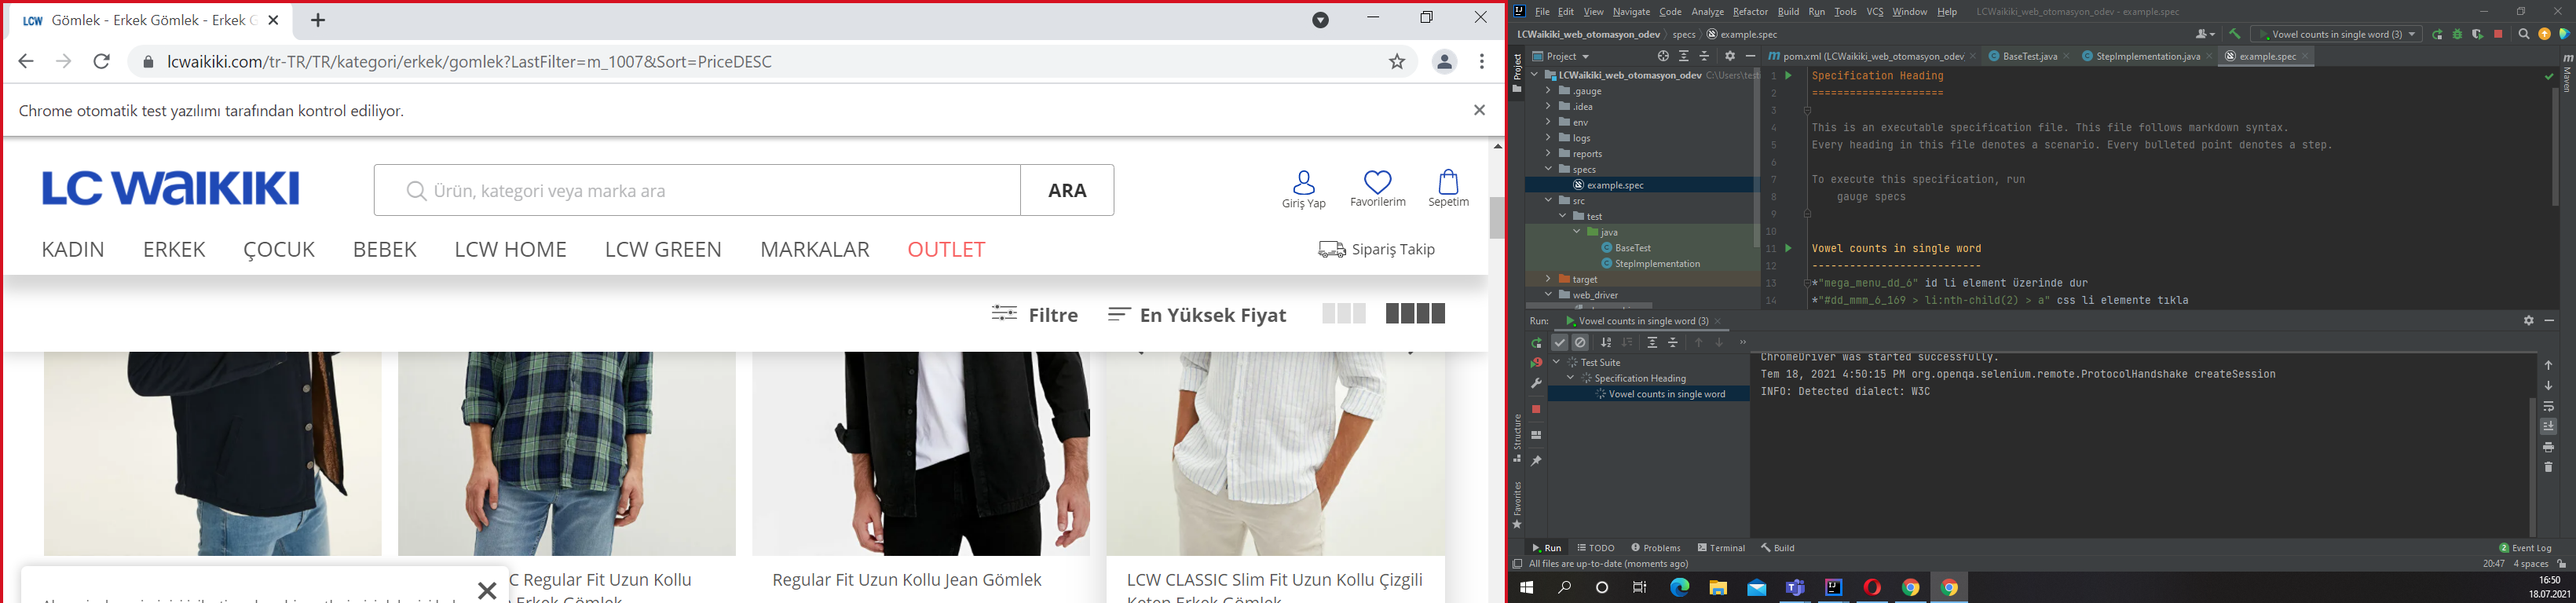 LCW Gömlek - Erkek Gömlek - Erkek G
lcwaikiki.com/tr-TR/TR/kategori/erkek/gomlek?LastFilter=m_1007&Sort=PriceDESC
Chrome otomatik test yazılımı tarafından kontrol ediliyor.
LC WAIKIKI
Ürün, kategori veya marka ara
ARA
Giriş Yap
Favorilerim
Sepetim
KADIN ERKEK ÇOCUK BEBEK LCW HOME LCW GREEN MARKALAR OUTLET
Sipariş Takip
Filtre
En Yüksek Fiyat
C Regular Fit Uzun Kollu
Erkek Gömlek
Regular Fit Uzun Kollu Jean Gömlek
LCW CLASSIC Slim Fit Uzun Kollu Çizgili
Keten Erkek Gömlek
File Edit View Navigate Code Analyze Refactor Build Run Tools VCS Window Help LCWaikiki_web_otomasyon_odev - example.spec
LCWaikiki_web_otomasyon_odev specs example.spec
Vowel counts in single word (3)
Project
pom.xml (LCWaikiki_web_otomasyon_odev
BaseTest.java
StepImplementation.java
example.spec
Project
LCWaikiki_web_otomasyon_odev C:\Users\test
.gauge
.idea
env
logs
reports
specs
example.spec
src
test
java
BaseTest
StepImplementation
target
web_driver
1 Specification Heading
2 =====================
3
4 This is an executable specification file. This file follows markdown syntax.
5 Every heading in this file denotes a scenario. Every bulleted point denotes a step.
6
7 To execute this specification, run
8 gauge specs
9
10
11 Vowel counts in single word
12 ---------------------------
13 *"mega_menu_dd_6" id li element üzerinde dur
14 *"#dd_mmm_6_169 > li:nth-child(2) > a" css li elemente tıkla
Maven
Run: Vowel counts in single word (3)
Test Suite
Specification Heading
Vowel counts in single word
ChromeDriver was started successfully.
Tem 18, 2021 4:50:15 PM org.openqa.selenium.remote.ProtocolHandshake createSession
INFO: Detected dialect: W3C
Structure
Favorites
Run TODO Problems Terminal Build
2 Event Log
All files are up-to-date (moments ago)
20:47 4 spaces
16:50
18.07.2021